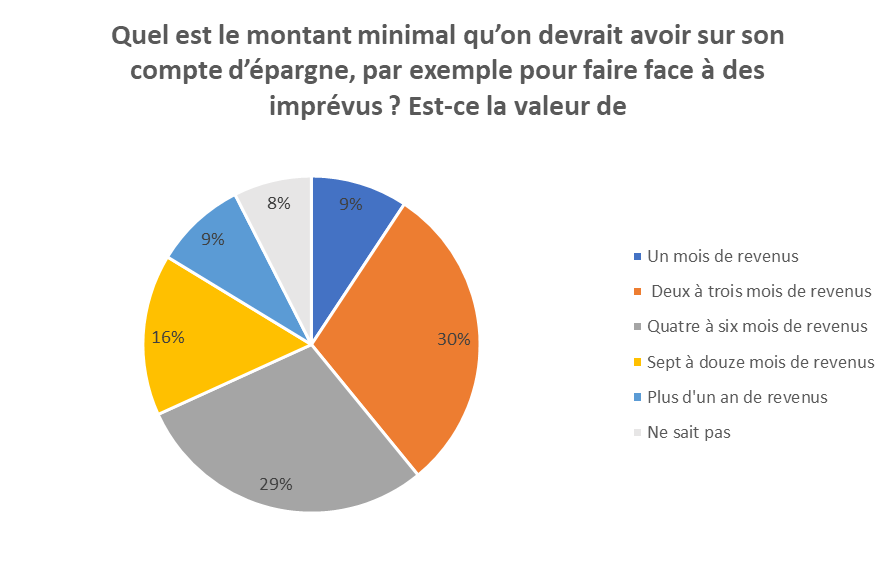 Quel est le montant minimal qu’on devrait avoir sur son
compte d’épargne, par exemple pour faire face à des
imprévus ? Est-ce la valeur de
8%
9%
9%
16%
30%
29%
Un mois de revenus
Deux à trois mois de revenus
Quatre à six mois de revenus
Sept à douze mois de revenus
Plus d'un an de revenus
Ne sait pas